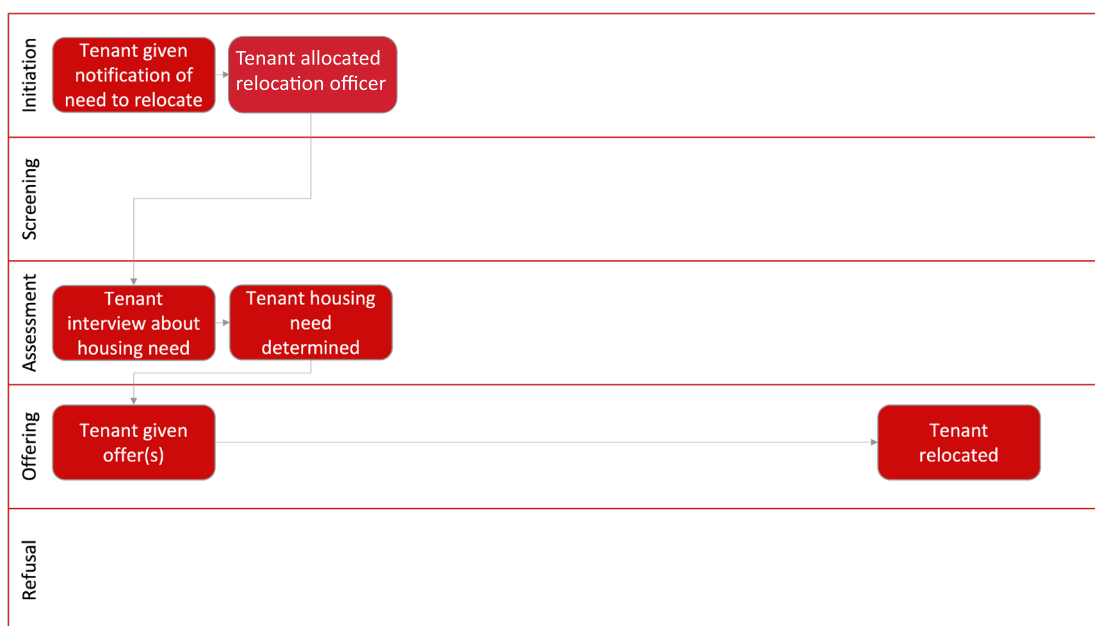 Initiation
Tenant given
notification of
need to relocate
Tenant allocated
relocation officer
Screening
Assessment
Tenant
interview about
housing need
Tenant housing
need
determined
Offering
Tenant given
offer(s)
Tenant
relocated
Refusal